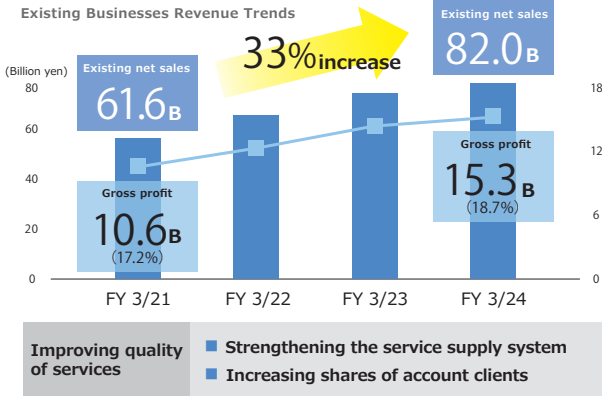 Existing Businesses Revenue Trends
33%increase
(Billion yen)
Existing net sales
61.6B
Existing net sales
82.0B
80
60
40
20
0
18
12
6
0
Gross profit
10.6B
(17.2%)
Gross profit
15.3B
(18.7%)
FY 3/21
FY 3/22
FY 3/23
FY 3/24
Improving quality
of services
■ Strengthening the service supply system
■ Increasing shares of account clients